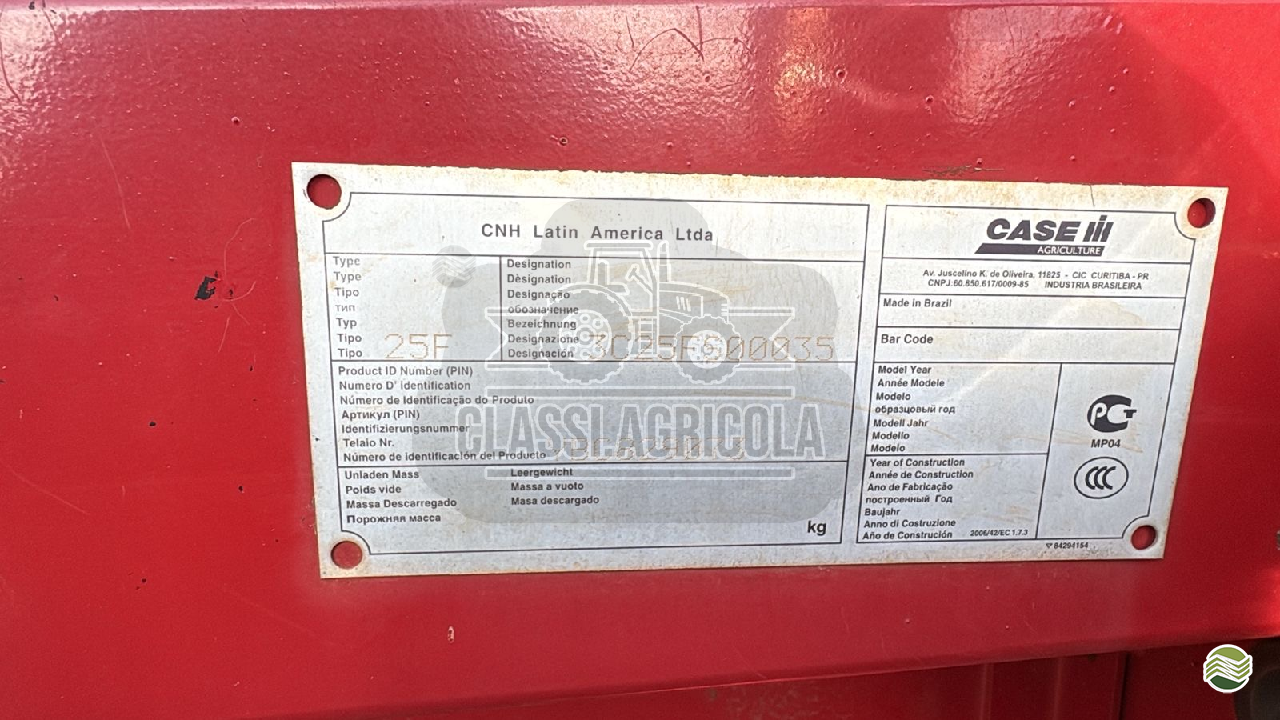 CNH Latin America Ltda
Type
Type
Tipo
тип
Typ
Tipo
Tipo 25F
Designation
Dèsignation
Designação
обозначение
Bezeichnung
Designazione
Designación
Product ID Number (PIN)
Numero D' identification
Número de Identificação do Produto
Артикул (PIN)
Identifizierungsnummer
Telaio Nr.
Número de identificación del Producto
Unladen Mass
Poids vide
Massa Descarregado
Порожняя масса
Leergewicht
Massa a vuoto
Masa descargado
kg
CASE IH
AGRICULTURE
Av. Juscelino K. de Oliveira, 11825 - CIC CURITIBA - PR
CNPJ.60.850.617/0009-85 INDUSTRIA BRASILEIRA
Made in Brazil
Bar Code
Model Year
Année Modele
Modelo
образцовый год
Modell Jahr
Modello
Modelo
Year of Construction
Année de Construction
Ano de Fabricação
построенный Год
Baujahr
Anno di Costruzione
Año de Construción
2006/42/EC 1.7.3
MP04
CCC
84294154
CLASSI AGRICOLA